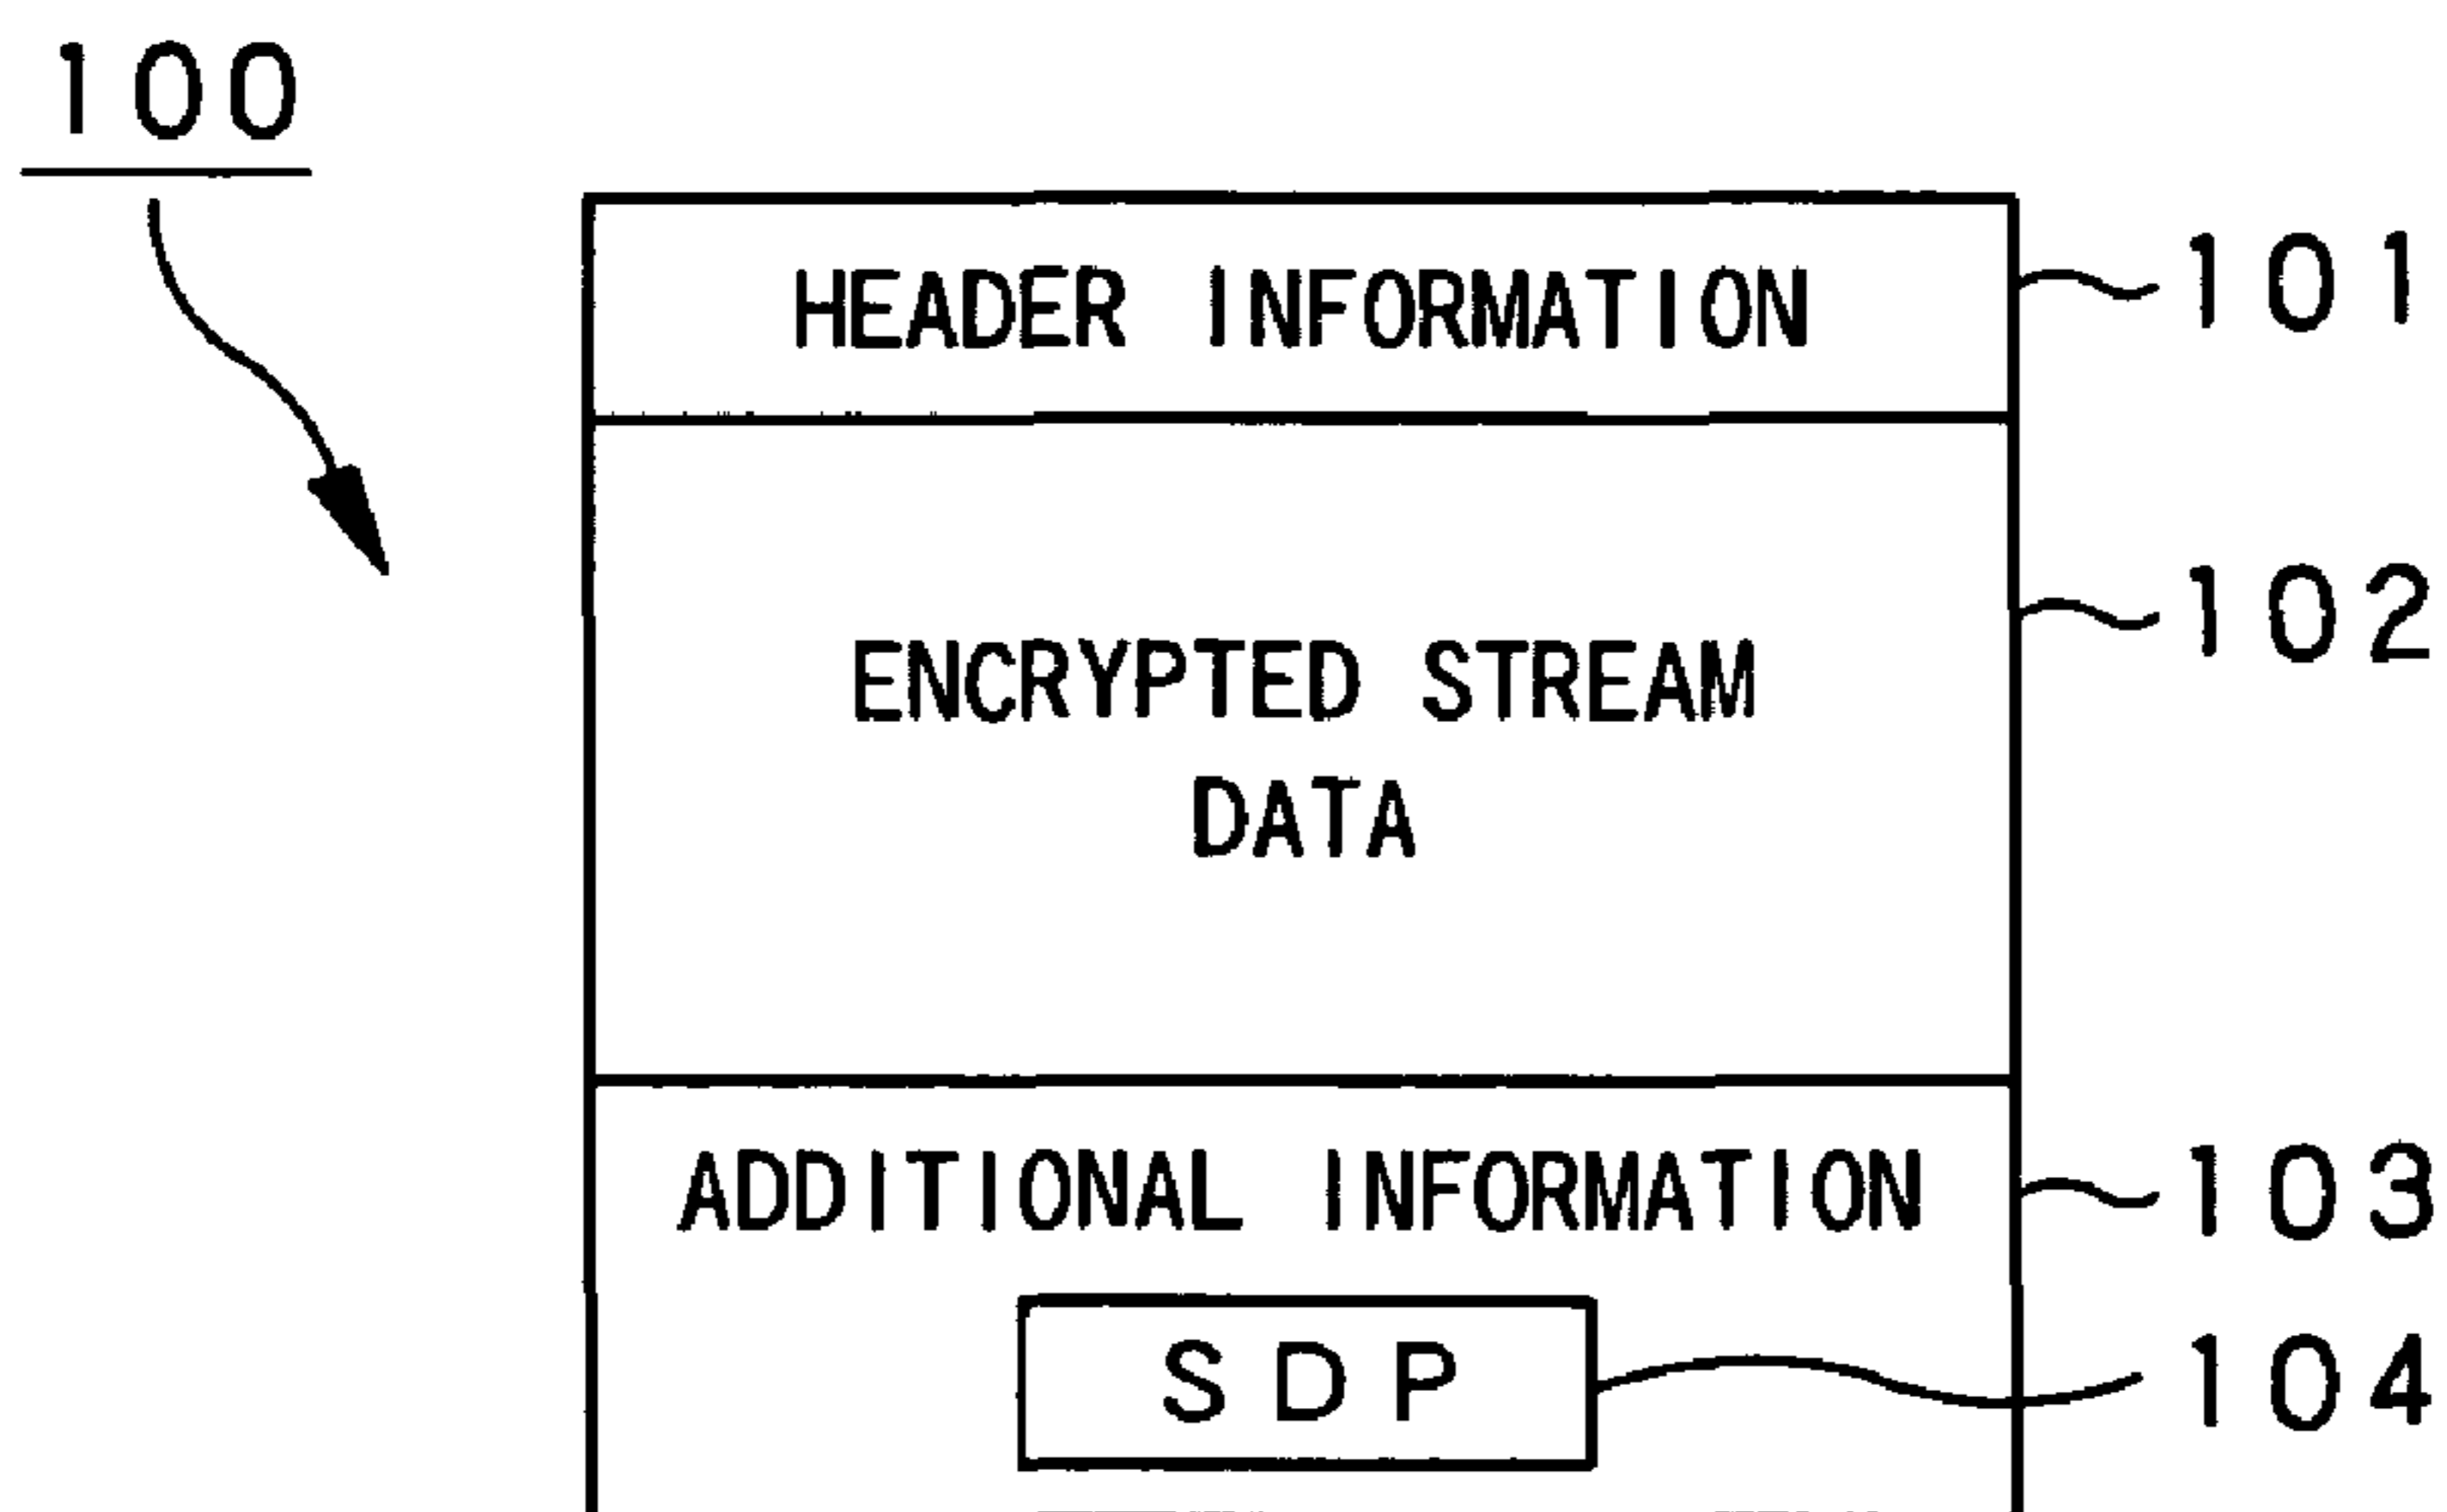 100
HEADER INFORMATION
101
ENCRYPTED STREAM
DATA
102
ADDITIONAL INFORMATION
103
SDP
104